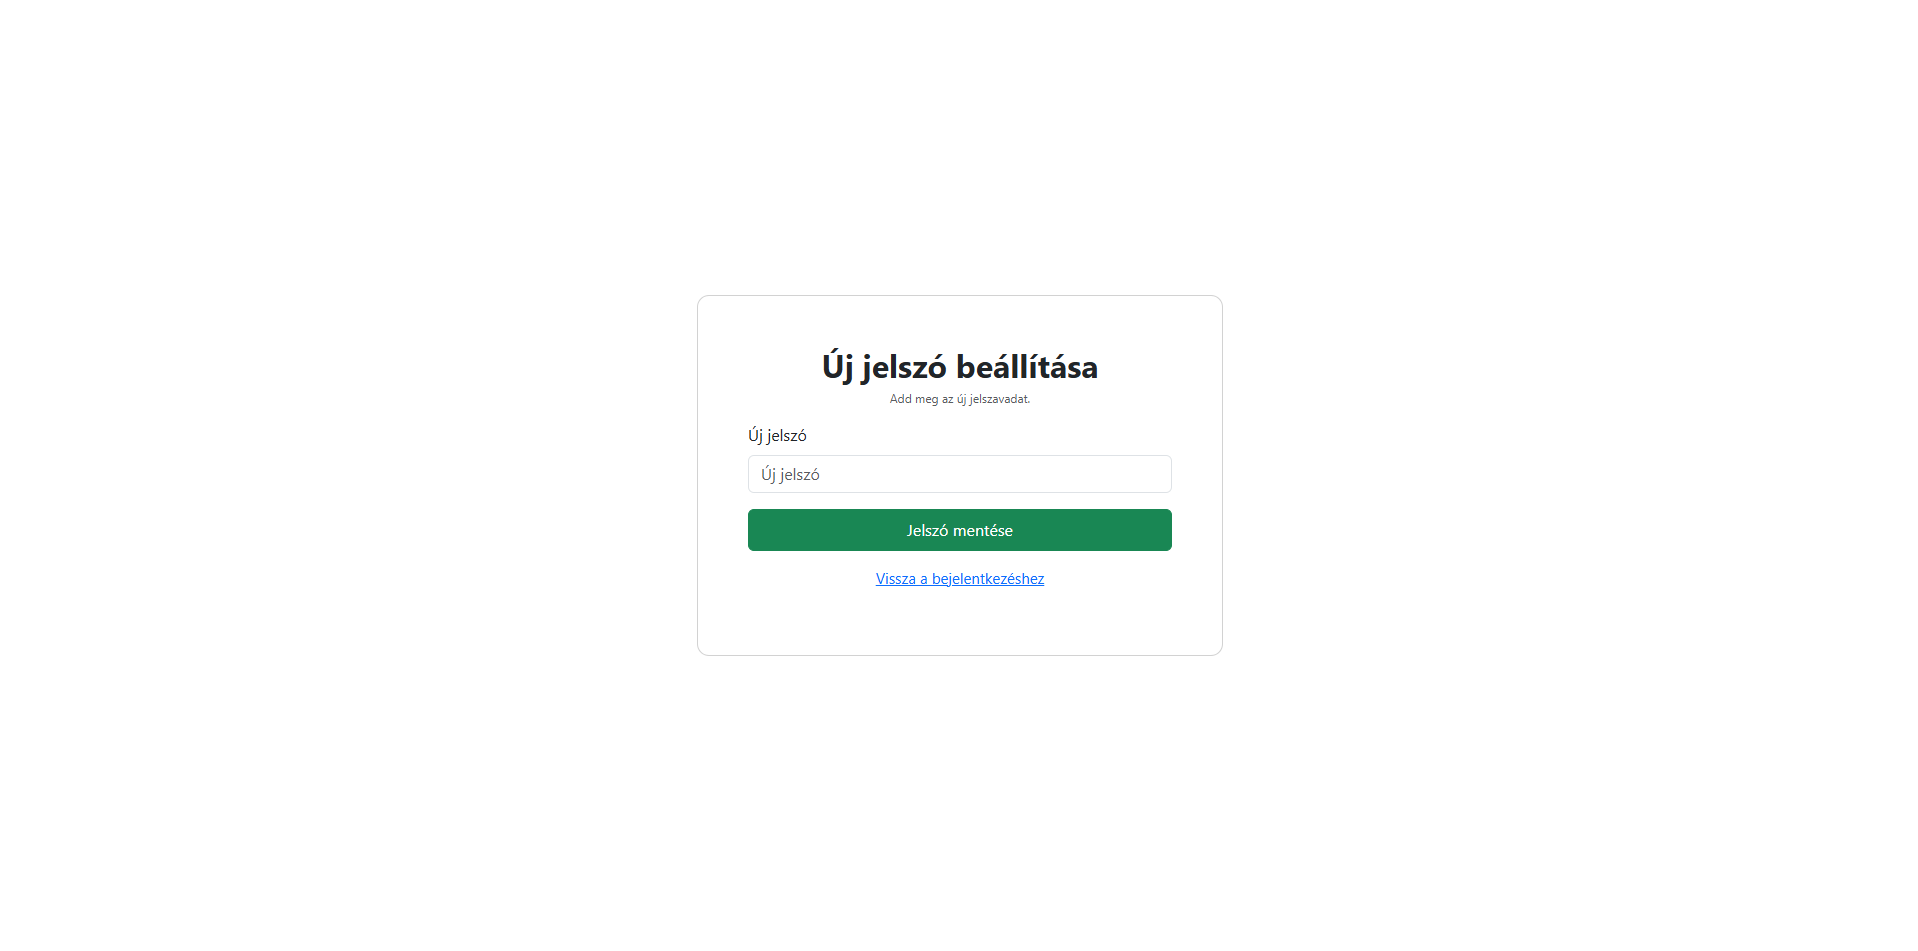 Új jelszó beállítása
Add meg az új jelszavadat.
Új jelszó
Új jelszó
Jelszó mentése
Vissza a bejelentkezéshez